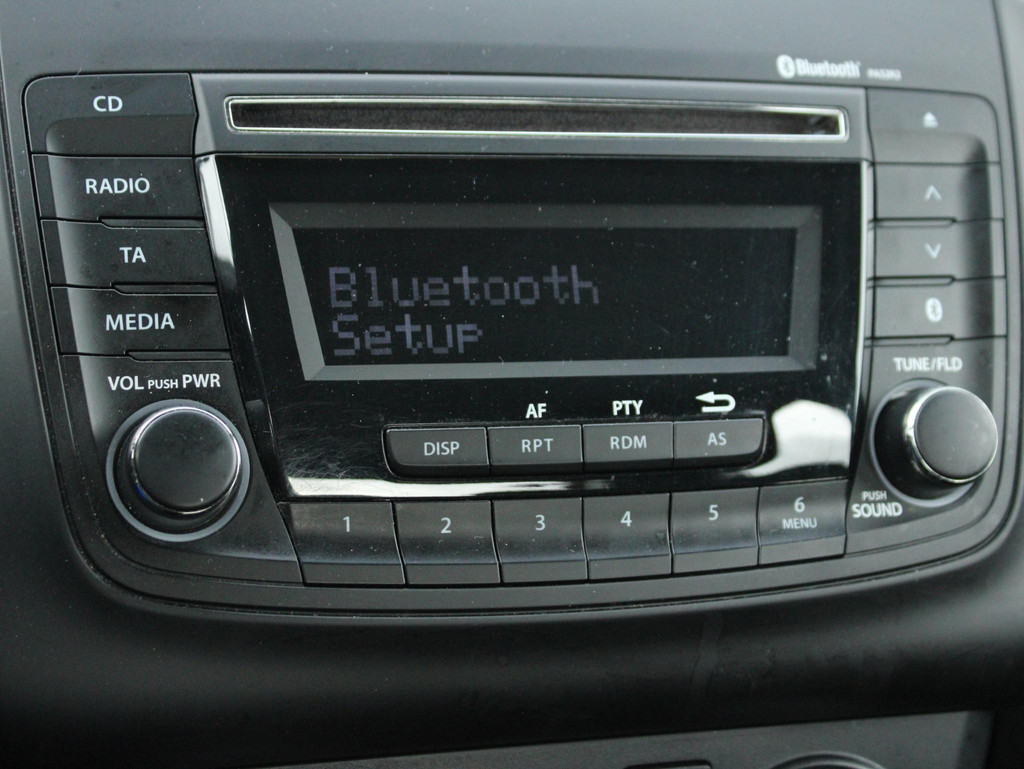 Bluetooth
CD
RADIO
TA
MEDIA
VOL PUSH PWR
Bluetooth
Setup
TUNE/FLD
AF PTY
DISP RPT RDM AS
PUSH
SOUND
1 2 3 4 5 6
MENU